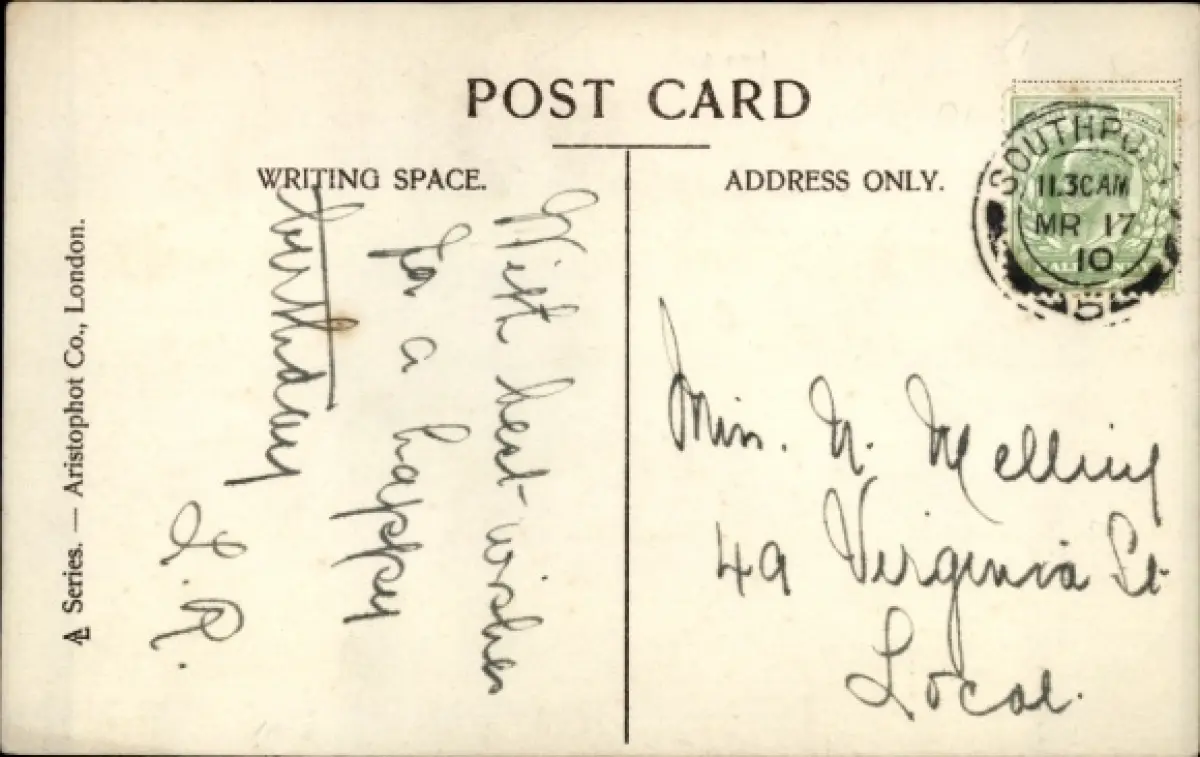 POST CARD
WRITING SPACE.
ADDRESS ONLY.
With best wishes
for a happy
birthday
I. R.
Miss. N. Melling
49 Virginia St
Local.
SOUTHPO
11.30AM
MR 17
10
5
Series. — Aristophot Co., London.